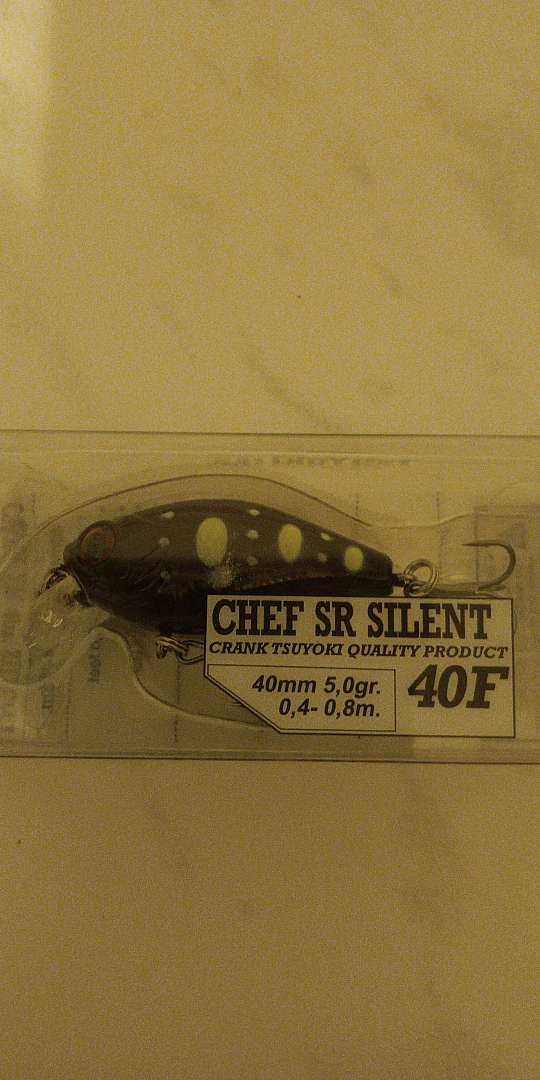 CHEF SR SILENT
CRANK TSUYOKI QUALITY PRODUCT
40mm 5,0gr.
0,4- 0,8m.
40F